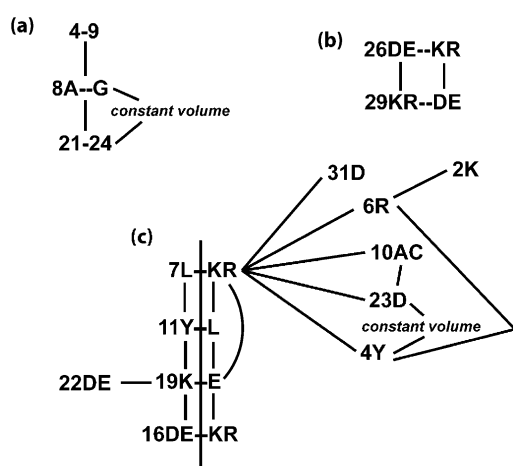 (a)
4-9
8A--G
constant volume
21-24
(b)
26DE--KR
29KR--DE
(c)
31D
2K
6R
10AC
7L KR
23D
constant volume
11Y L
4Y
22DE 19K E
16DE KR